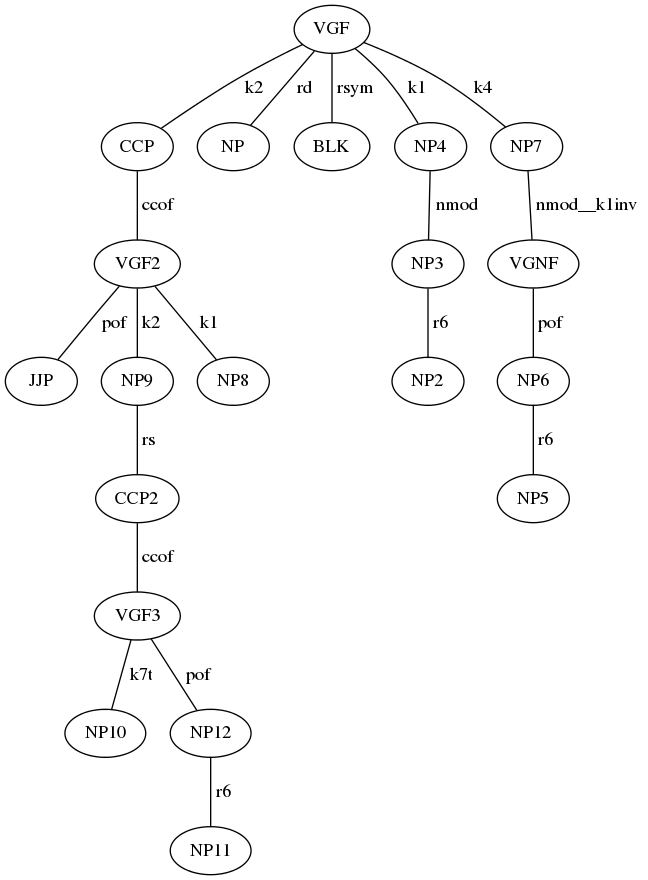 VGF
k2 rd rsym k1 k4
CCP NP BLK NP4 NP7
ccof nmod nmod__k1inv
VGF2 NP3 VGNF
pof k2 k1 r6 pof
JJP NP9 NP8 NP2 NP6
rs r6
CCP2 NP5
ccof
VGF3
k7t pof
NP10 NP12
r6
NP11